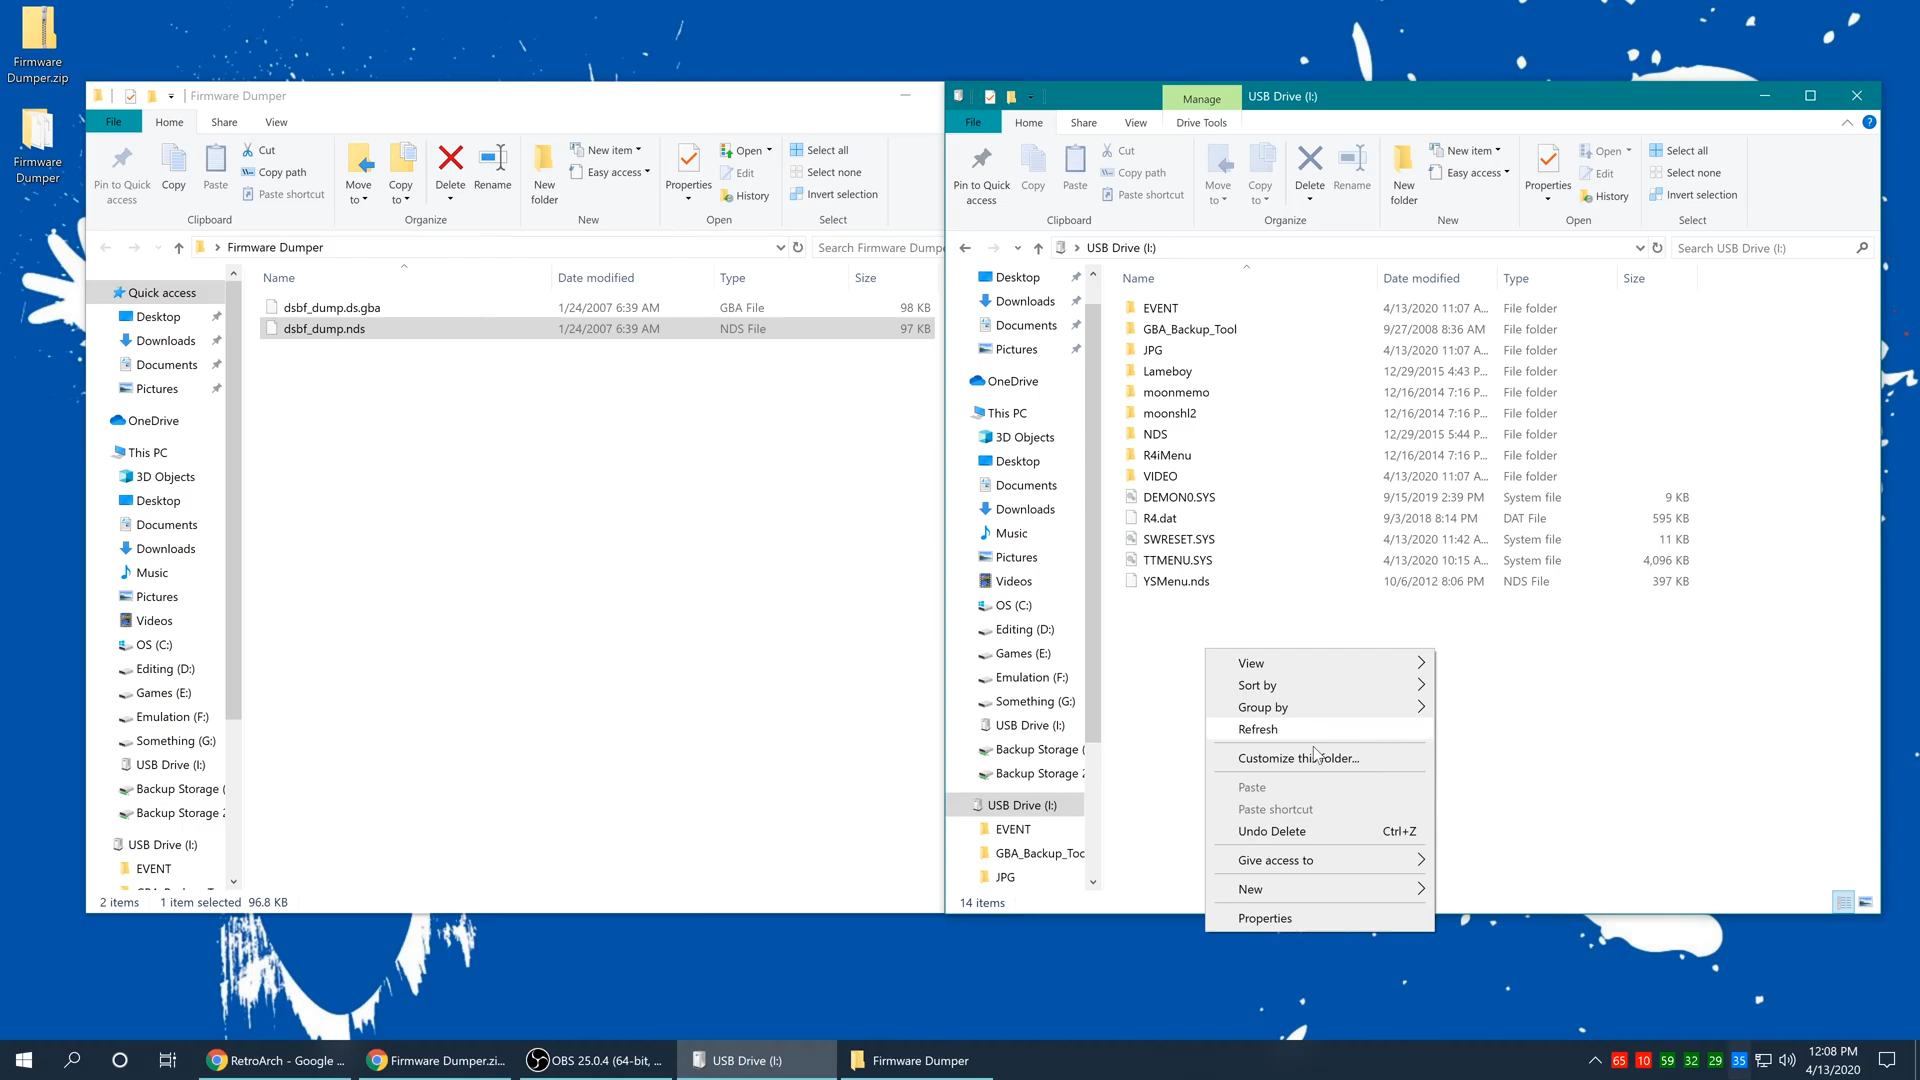 Firmware
Dumper.zip
Firmware
Dumper
Firmware Dumper
File
Home
Share
View
Pin to Quick
access
Copy
Paste
Cut
Copy path
Paste shortcut
Clipboard
Move
to
Copy
to
Delete
Rename
Organize
New
folder
New item
Easy access
New
Properties
Open
Edit
History
Open
Select all
Select none
Invert selection
Select
Firmware Dumper
Search Firmware Dumpe
Name
Date modified
Type
Size
dsbf_dump.ds.gba 1/24/2007 6:39 AM GBA File 98 KB
dsbf_dump.nds 1/24/2007 6:39 AM NDS File 97 KB
Quick access
Desktop
Downloads
Documents
Pictures
OneDrive
This PC
3D Objects
Desktop
Documents
Downloads
Music
Pictures
Videos
OS (C:)
Editing (D:)
Games (E:)
Emulation (F:)
Something (G:)
USB Drive (I:)
Backup Storage (
Backup Storage 2
USB Drive (I:)
EVENT
2 items 1 item selected 96.8 KB
Manage
USB Drive (I:)
File
Home
Share
View
Drive Tools
?
Pin to Quick
access
Copy
Paste
Cut
Copy path
Paste shortcut
Clipboard
Move
to
Copy
to
Delete
Rename
Organize
New
folder
New item
Easy access
New
Properties
Open
Edit
History
Open
Select all
Select none
Invert selection
Select
USB Drive (I:)
Search USB Drive (I:)
Desktop
Downloads
Documents
Pictures
OneDrive
This PC
3D Objects
Desktop
Documents
Downloads
Music
Pictures
Videos
OS (C:)
Editing (D:)
Games (E:)
Emulation (F:)
Something (G:)
USB Drive (I:)
Backup Storage (
Backup Storage 2
USB Drive (I:)
EVENT
GBA_Backup_Too
JPG
Name
Date modified
Type
Size
EVENT 4/13/2020 11:07 A... File folder
GBA_Backup_Tool 9/27/2008 8:36 AM File folder
JPG 4/13/2020 11:07 A... File folder
Lameboy 12/29/2015 4:43 P... File folder
moonmemo 12/16/2014 7:16 P... File folder
moonshl2 12/16/2014 7:16 P... File folder
NDS 12/29/2015 5:44 P... File folder
R4iMenu 12/16/2014 7:16 P... File folder
VIDEO 4/13/2020 11:07 A... File folder
DEMON0.SYS 9/15/2019 2:39 PM System file 9 KB
R4.dat 9/3/2018 8:14 PM DAT File 595 KB
SWRESET.SYS 4/13/2020 11:42 A... System file 11 KB
TTMENU.SYS 4/13/2020 10:15 A... System file 4,096 KB
YSMenu.nds 10/6/2012 8:06 PM NDS File 397 KB
14 items
View
Sort by
Group by
Refresh
Customize this folder...
Paste
Paste shortcut
Undo Delete Ctrl+Z
Give access to
New
Properties
RetroArch - Google ...
Firmware Dumper.zi...
OBS 25.0.4 (64-bit, ...
USB Drive (I:)
Firmware Dumper
65 10 59 32 29 35
12:08 PM
4/13/2020